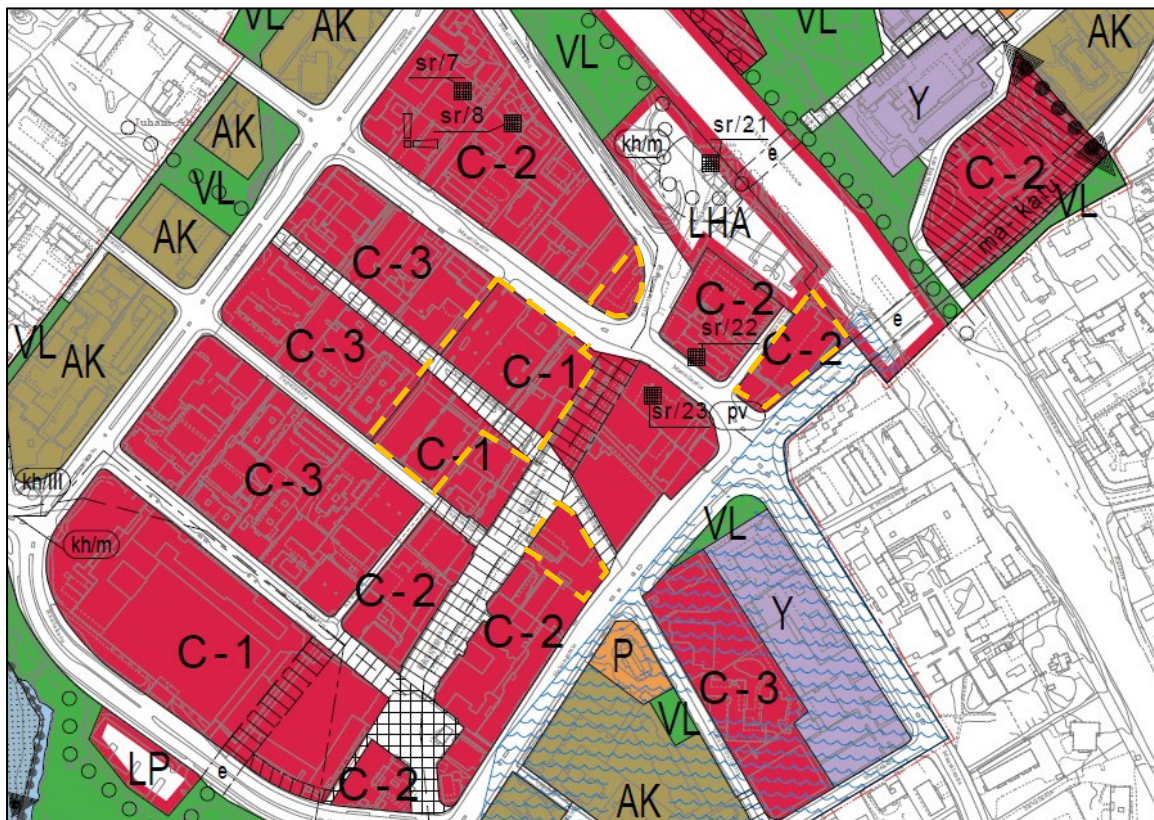 VL
AK
VL
VL
AK
sr/7
sr/8
C-2
kh/m
sr/21
e
Y
C-2
VL
ma-kaku
AK
VL
AK
LHA
C-3
C-2
sr/22
C-2
e
VL
AK
C-3
C-1
sr/23
pv
C-1
C-3
kh/III
kh/m
VL
C-2
C-2
Y
P
C-1
C-3
VL
LP
e
C-2
AK